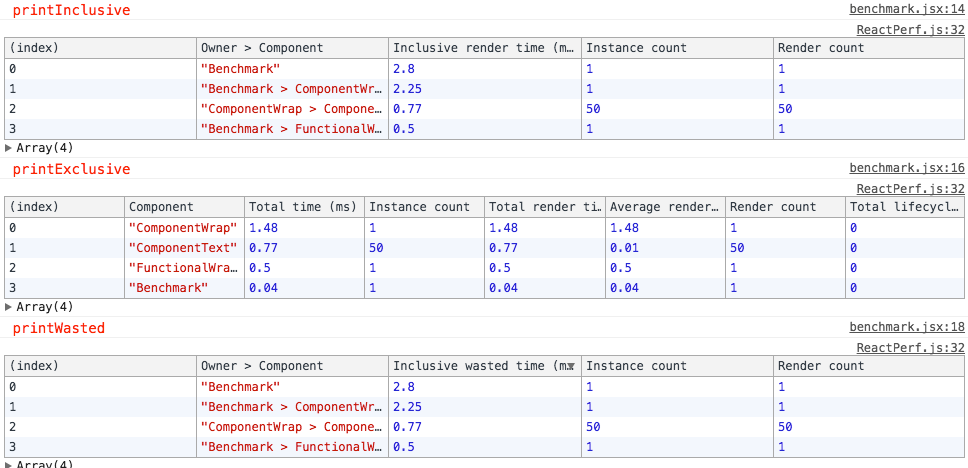 printInclusive benchmark.jsx:14
ReactPerf.js:32
(index) Owner > Component Inclusive render time (m… Instance count Render count
0 "Benchmark" 2.8 1 1
1 "Benchmark > ComponentWr… 2.25 1 1
2 "ComponentWrap > Compone… 0.77 50 50
3 "Benchmark > FunctionalW… 0.5 1 1
▶ Array(4)
printExclusive benchmark.jsx:16
ReactPerf.js:32
(index) Component Total time (ms) Instance count Total render ti… Average render… Render count Total lifecycl…
0 "ComponentWrap" 1.48 1 1.48 1.48 1 0
1 "ComponentText" 0.77 50 0.77 0.01 50 0
2 "FunctionalWra… 0.5 1 0.5 0.5 1 0
3 "Benchmark" 0.04 1 0.04 0.04 1 0
▶ Array(4)
printWasted benchmark.jsx:18
ReactPerf.js:32
(index) Owner > Component Inclusive wasted time (m… Instance count Render count
0 "Benchmark" 2.8 1 1
1 "Benchmark > ComponentWr… 2.25 1 1
2 "ComponentWrap > Compone… 0.77 50 50
3 "Benchmark > FunctionalW… 0.5 1 1
▶ Array(4)